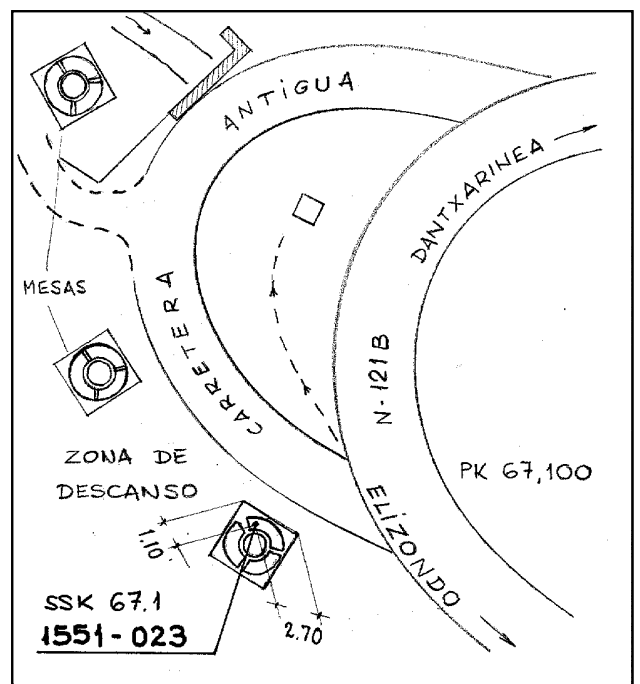 ANTIGUA
DANTXARINEA
MESAS
CARRETERA
N-121B
ZONA DE
DESCANSO
PK 67,100
ELIZONDO
1.10
2.70
SSK 67.1
1551-023